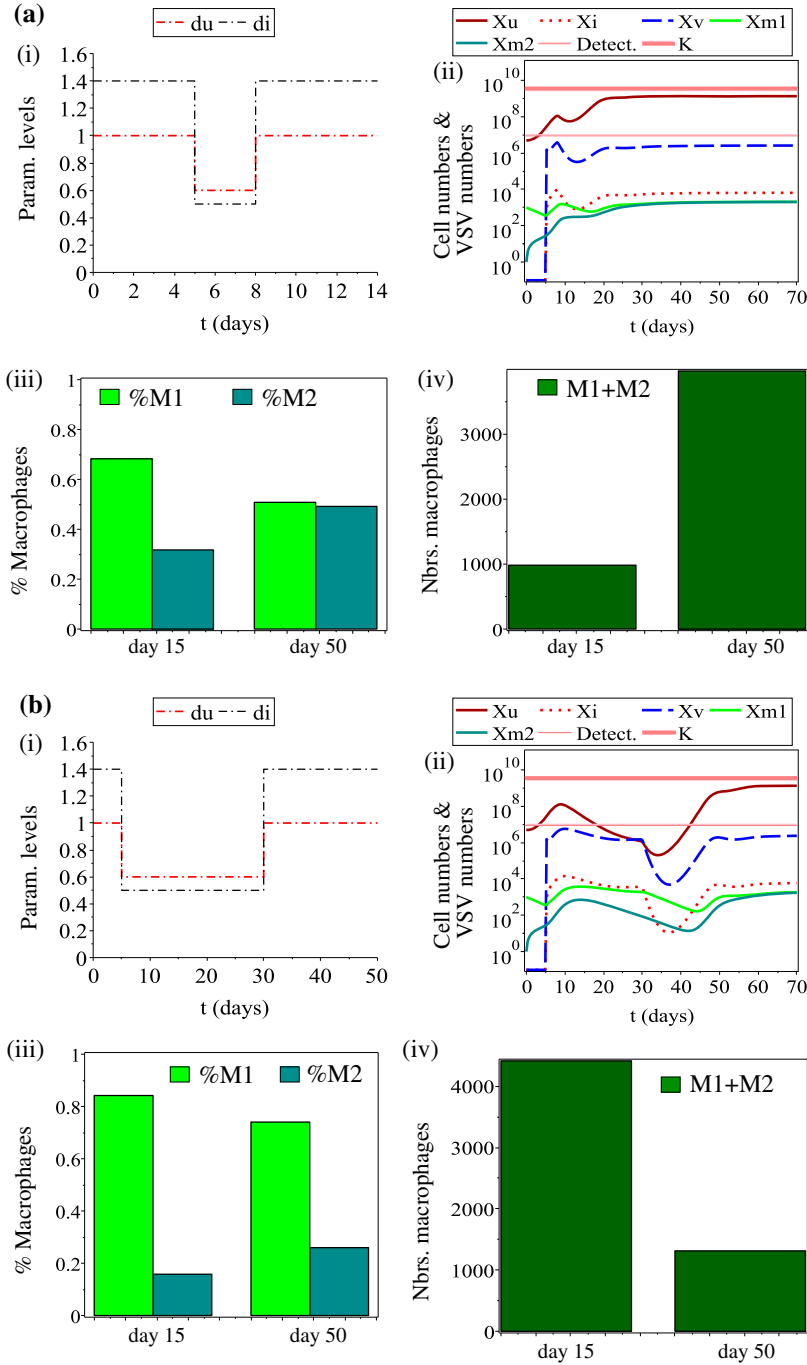 (a)
du di
(i)
Param. levels
1.6
1.4
1.2
1
0.8
0.6
0.4
0.2
0
0 2 4 6 8 10 12 14
t (days)
Xu Xi Xv Xm1
Xm2 Detect. K
(ii)
Cell numbers &
VSV numbers
10^10
10^8
10^6
10^4
10^2
10^0
0 10 20 30 40 50 60 70
t (days)
(iii)
% Macrophages
1
0.8
0.6
0.4
0.2
0
%M1 %M2
day 15 day 50
(iv)
Nbrs. macrophages
M1+M2
4000
3000
2000
1000
0
day 15 day 50
(b)
du di
(i)
Param. levels
1.6
1.4
1.2
1
0.8
0.6
0.4
0.2
0
0 10 20 30 40 50
t (days)
Xu Xi Xv Xm1
Xm2 Detect. K
(ii)
Cell numbers &
VSV numbers
10^10
10^8
10^6
10^4
10^2
10^0
0 10 20 30 40 50 60 70
t (days)
(iii)
% Macrophages
1
0.8
0.6
0.4
0.2
0
%M1 %M2
day 15 day 50
(iv)
Nbrs. macrophages
M1+M2
4000
3000
2000
1000
0
day 15 day 50